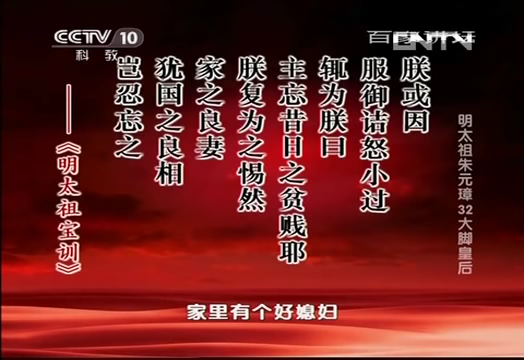 CCTV 10
科教
百家讲坛
朕或因
服御诘怒小过
辄为朕曰
主忘昔日之贫贱耶
朕复为之惕然
家之良妻
犹国之良相
岂忍忘之
——《明太祖宝训》
明太祖朱元璋32大脚皇后
家里有个好媳妇